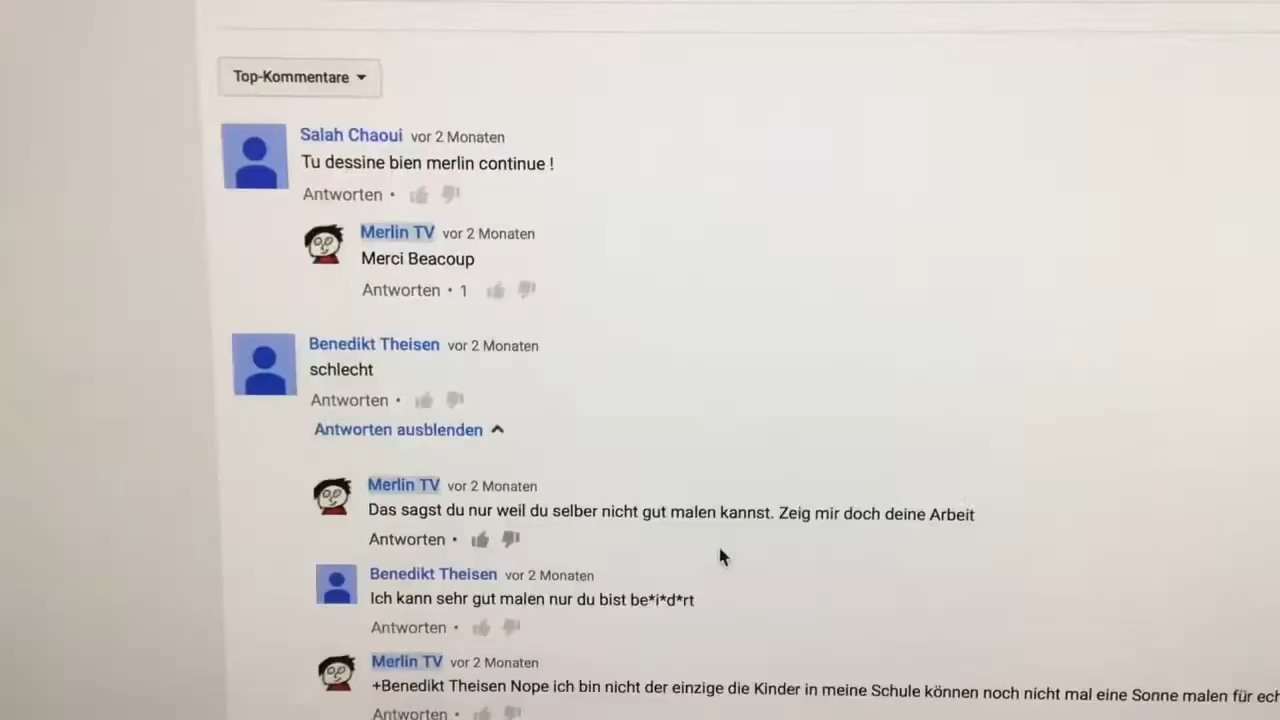 Top-Kommentare
Salah Chaoui vor 2 Monaten
Tu dessine bien merlin continue !
Antworten •
Merlin TV vor 2 Monaten
Merci Beacoup
Antworten • 1
Benedikt Theisen vor 2 Monaten
schlecht
Antworten •
Antworten ausblenden
Merlin TV vor 2 Monaten
Das sagst du nur weil du selber nicht gut malen kannst. Zeig mir doch deine Arbeit
Antworten •
Benedikt Theisen vor 2 Monaten
Ich kann sehr gut malen nur du bist be*i*d*rt
Antworten •
Merlin TV vor 2 Monaten
+Benedikt Theisen Nope ich bin nicht der einzige die Kinder in meine Schule können noch nicht mal eine Sonne malen für
Antworten •